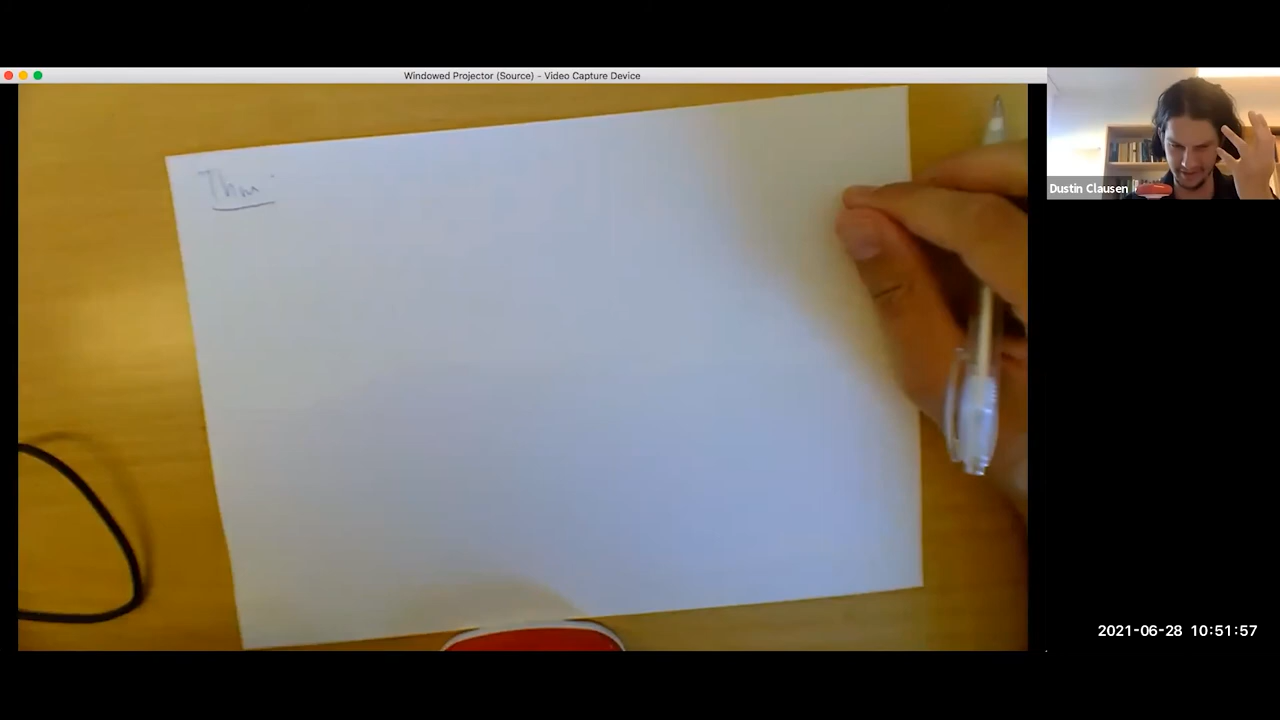 Windowed Projector (Source) - Video Capture Device
Thm:
Dustin Clausen
2021-06-28 10:51:57